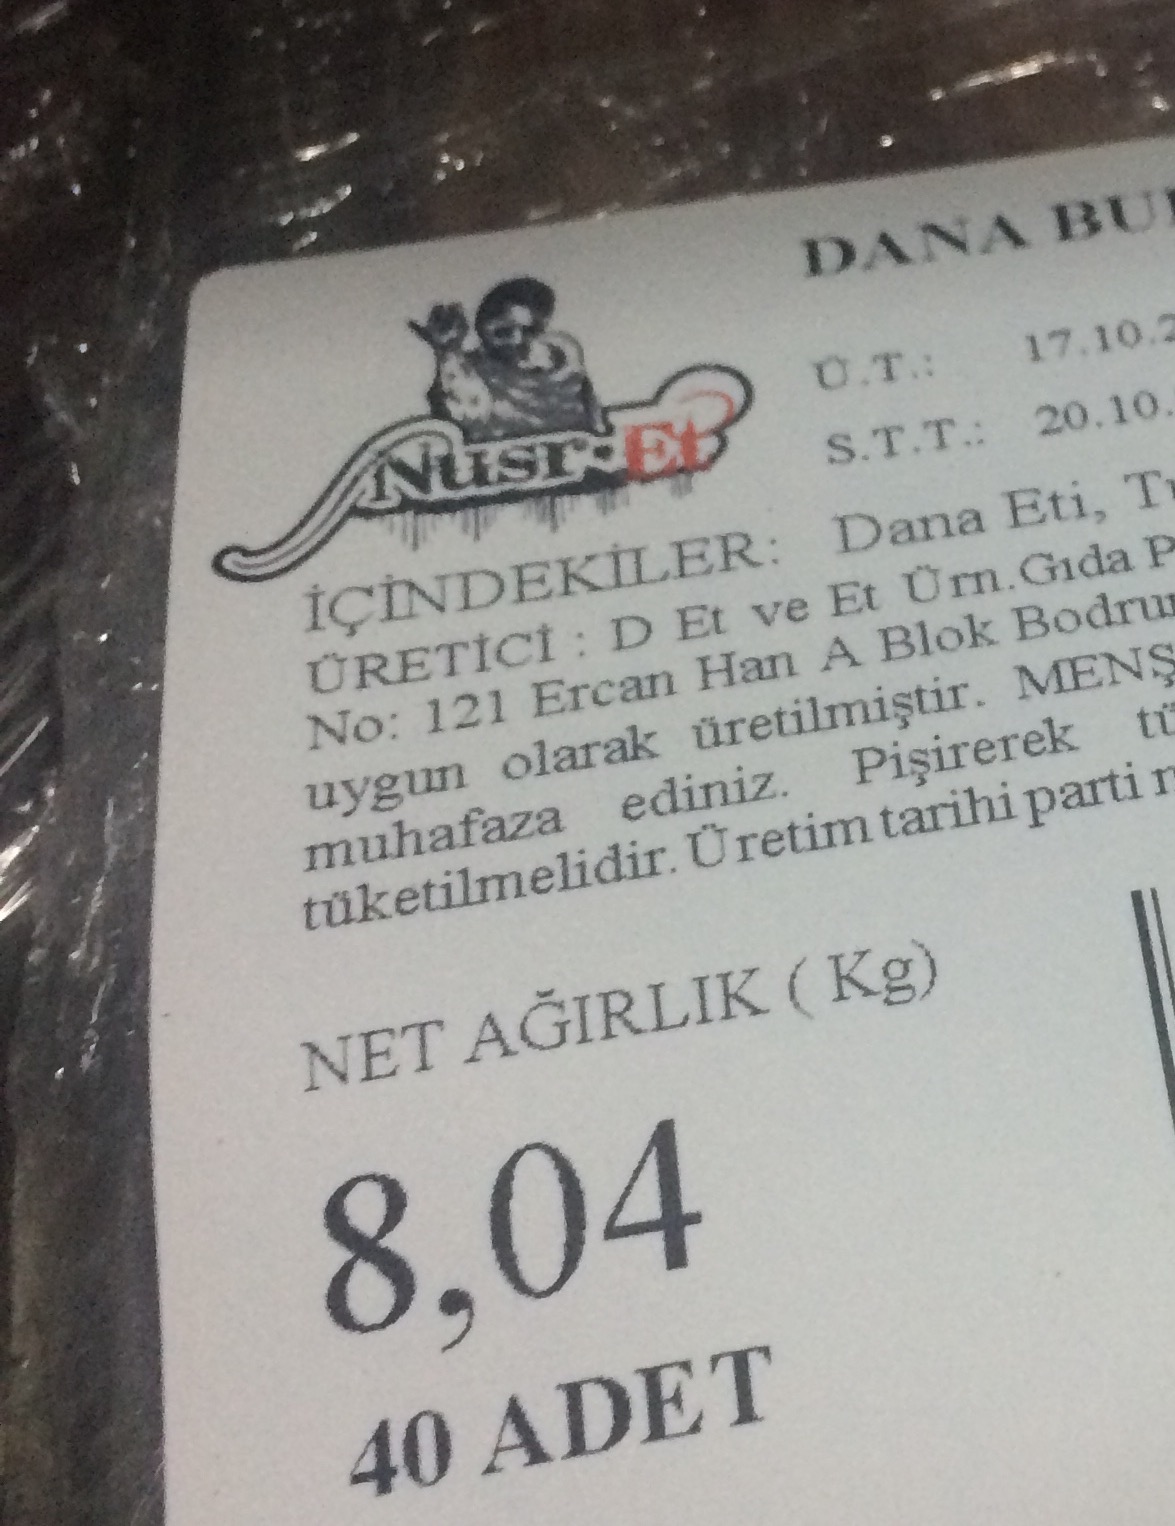 DANA
Nusr-Et
Ü.T.: 17.10.
S.T.T.: 20.10.
İÇİNDEKİLER: Dana Eti,
ÜRETİCİ : D Et ve Et Ürn.Gıda
No: 121 Ercan Han A Blok
uygun olarak üretilmiştir.
muhafaza ediniz. Pişirerek
tüketilmelidir. Üretim tarihi parti
NET AĞIRLIK ( Kg)
8,04
40 ADET